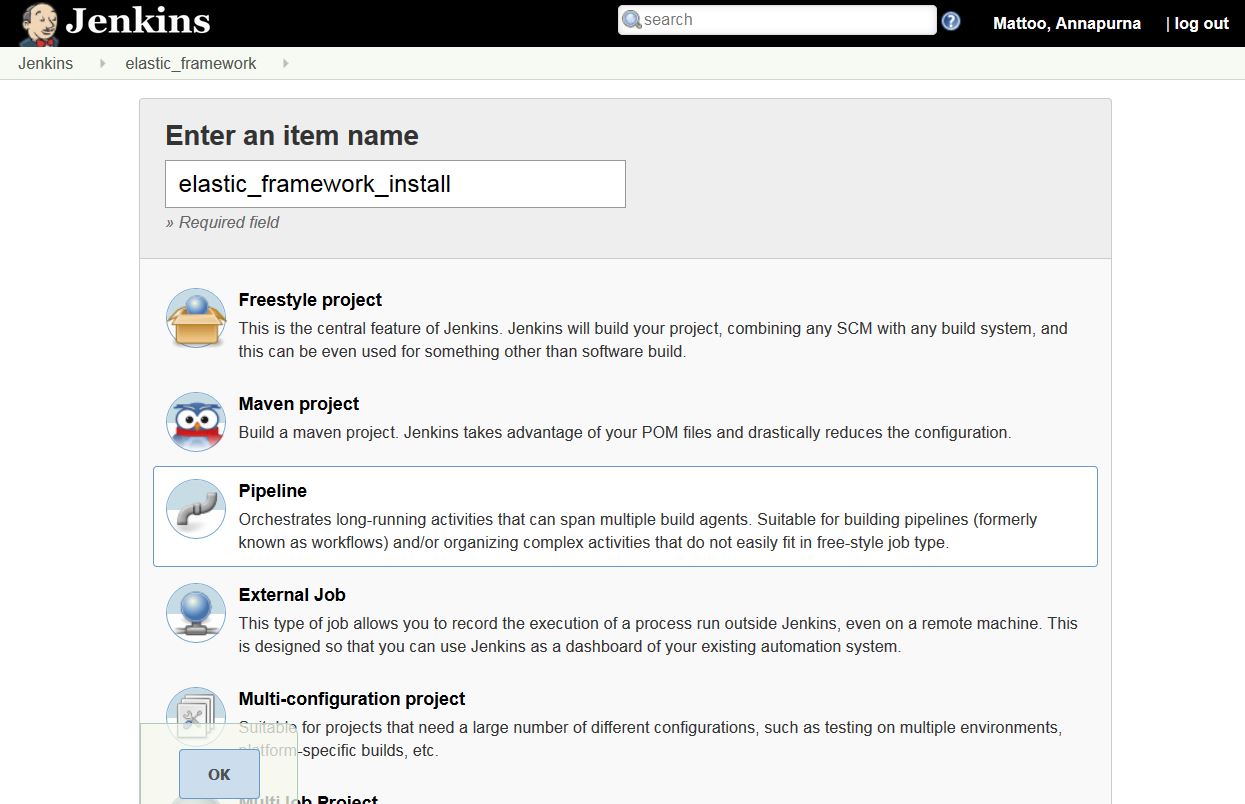 Jenkins
search
?
Mattoo, Annapurna | log out
Jenkins elastic_framework
Enter an item name
elastic_framework_install
» Required field
Freestyle project
This is the central feature of Jenkins. Jenkins will build your project, combining any SCM with any build system, and
this can be even used for something other than software build.
Maven project
Build a maven project. Jenkins takes advantage of your POM files and drastically reduces the configuration.
Pipeline
Orchestrates long-running activities that can span multiple build agents. Suitable for building pipelines (formerly
known as workflows) and/or organizing complex activities that do not easily fit in free-style job type.
External Job
This type of job allows you to record the execution of a process run outside Jenkins, even on a remote machine. This
is designed so that you can use Jenkins as a dashboard of your existing automation system.
Multi-configuration project
Suitable for projects that need a large number of different configurations, such as testing on multiple environments,
platform-specific builds, etc.
OK
MultiJob Project